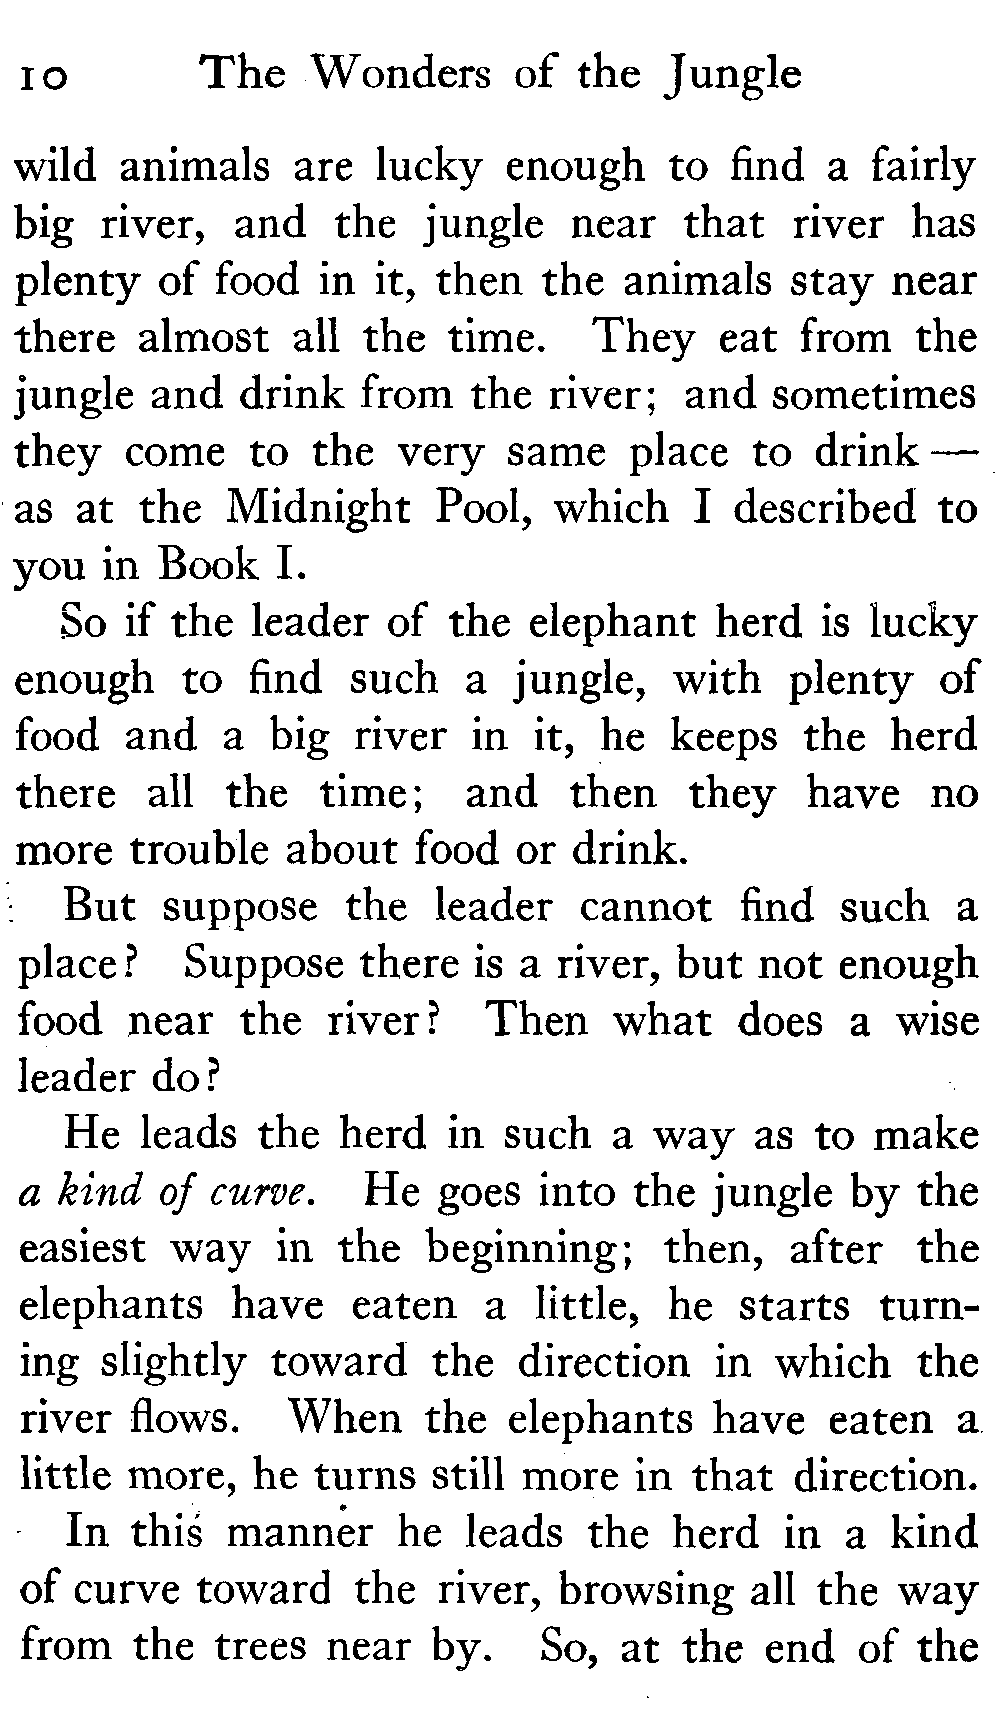 10 The Wonders of the Jungle
wild animals are lucky enough to find a fairly
big river, and the jungle near that river has
plenty of food in it, then the animals stay near
there almost all the time. They eat from the
jungle and drink from the river; and sometimes
they come to the very same place to drink —
as at the Midnight Pool, which I described to
you in Book I.
So if the leader of the elephant herd is lucky
enough to find such a jungle, with plenty of
food and a big river in it, he keeps the herd
there all the time; and then they have no
more trouble about food or drink.
But suppose the leader cannot find such a
place? Suppose there is a river, but not enough
food near the river? Then what does a wise
leader do?
He leads the herd in such a way as to make
a kind of curve. He goes into the jungle by the
easiest way in the beginning; then, after the
elephants have eaten a little, he starts turn-
ing slightly toward the direction in which the
river flows. When the elephants have eaten a
little more, he turns still more in that direction.
In this manner he leads the herd in a kind
of curve toward the river, browsing all the way
from the trees near by. So, at the end of the